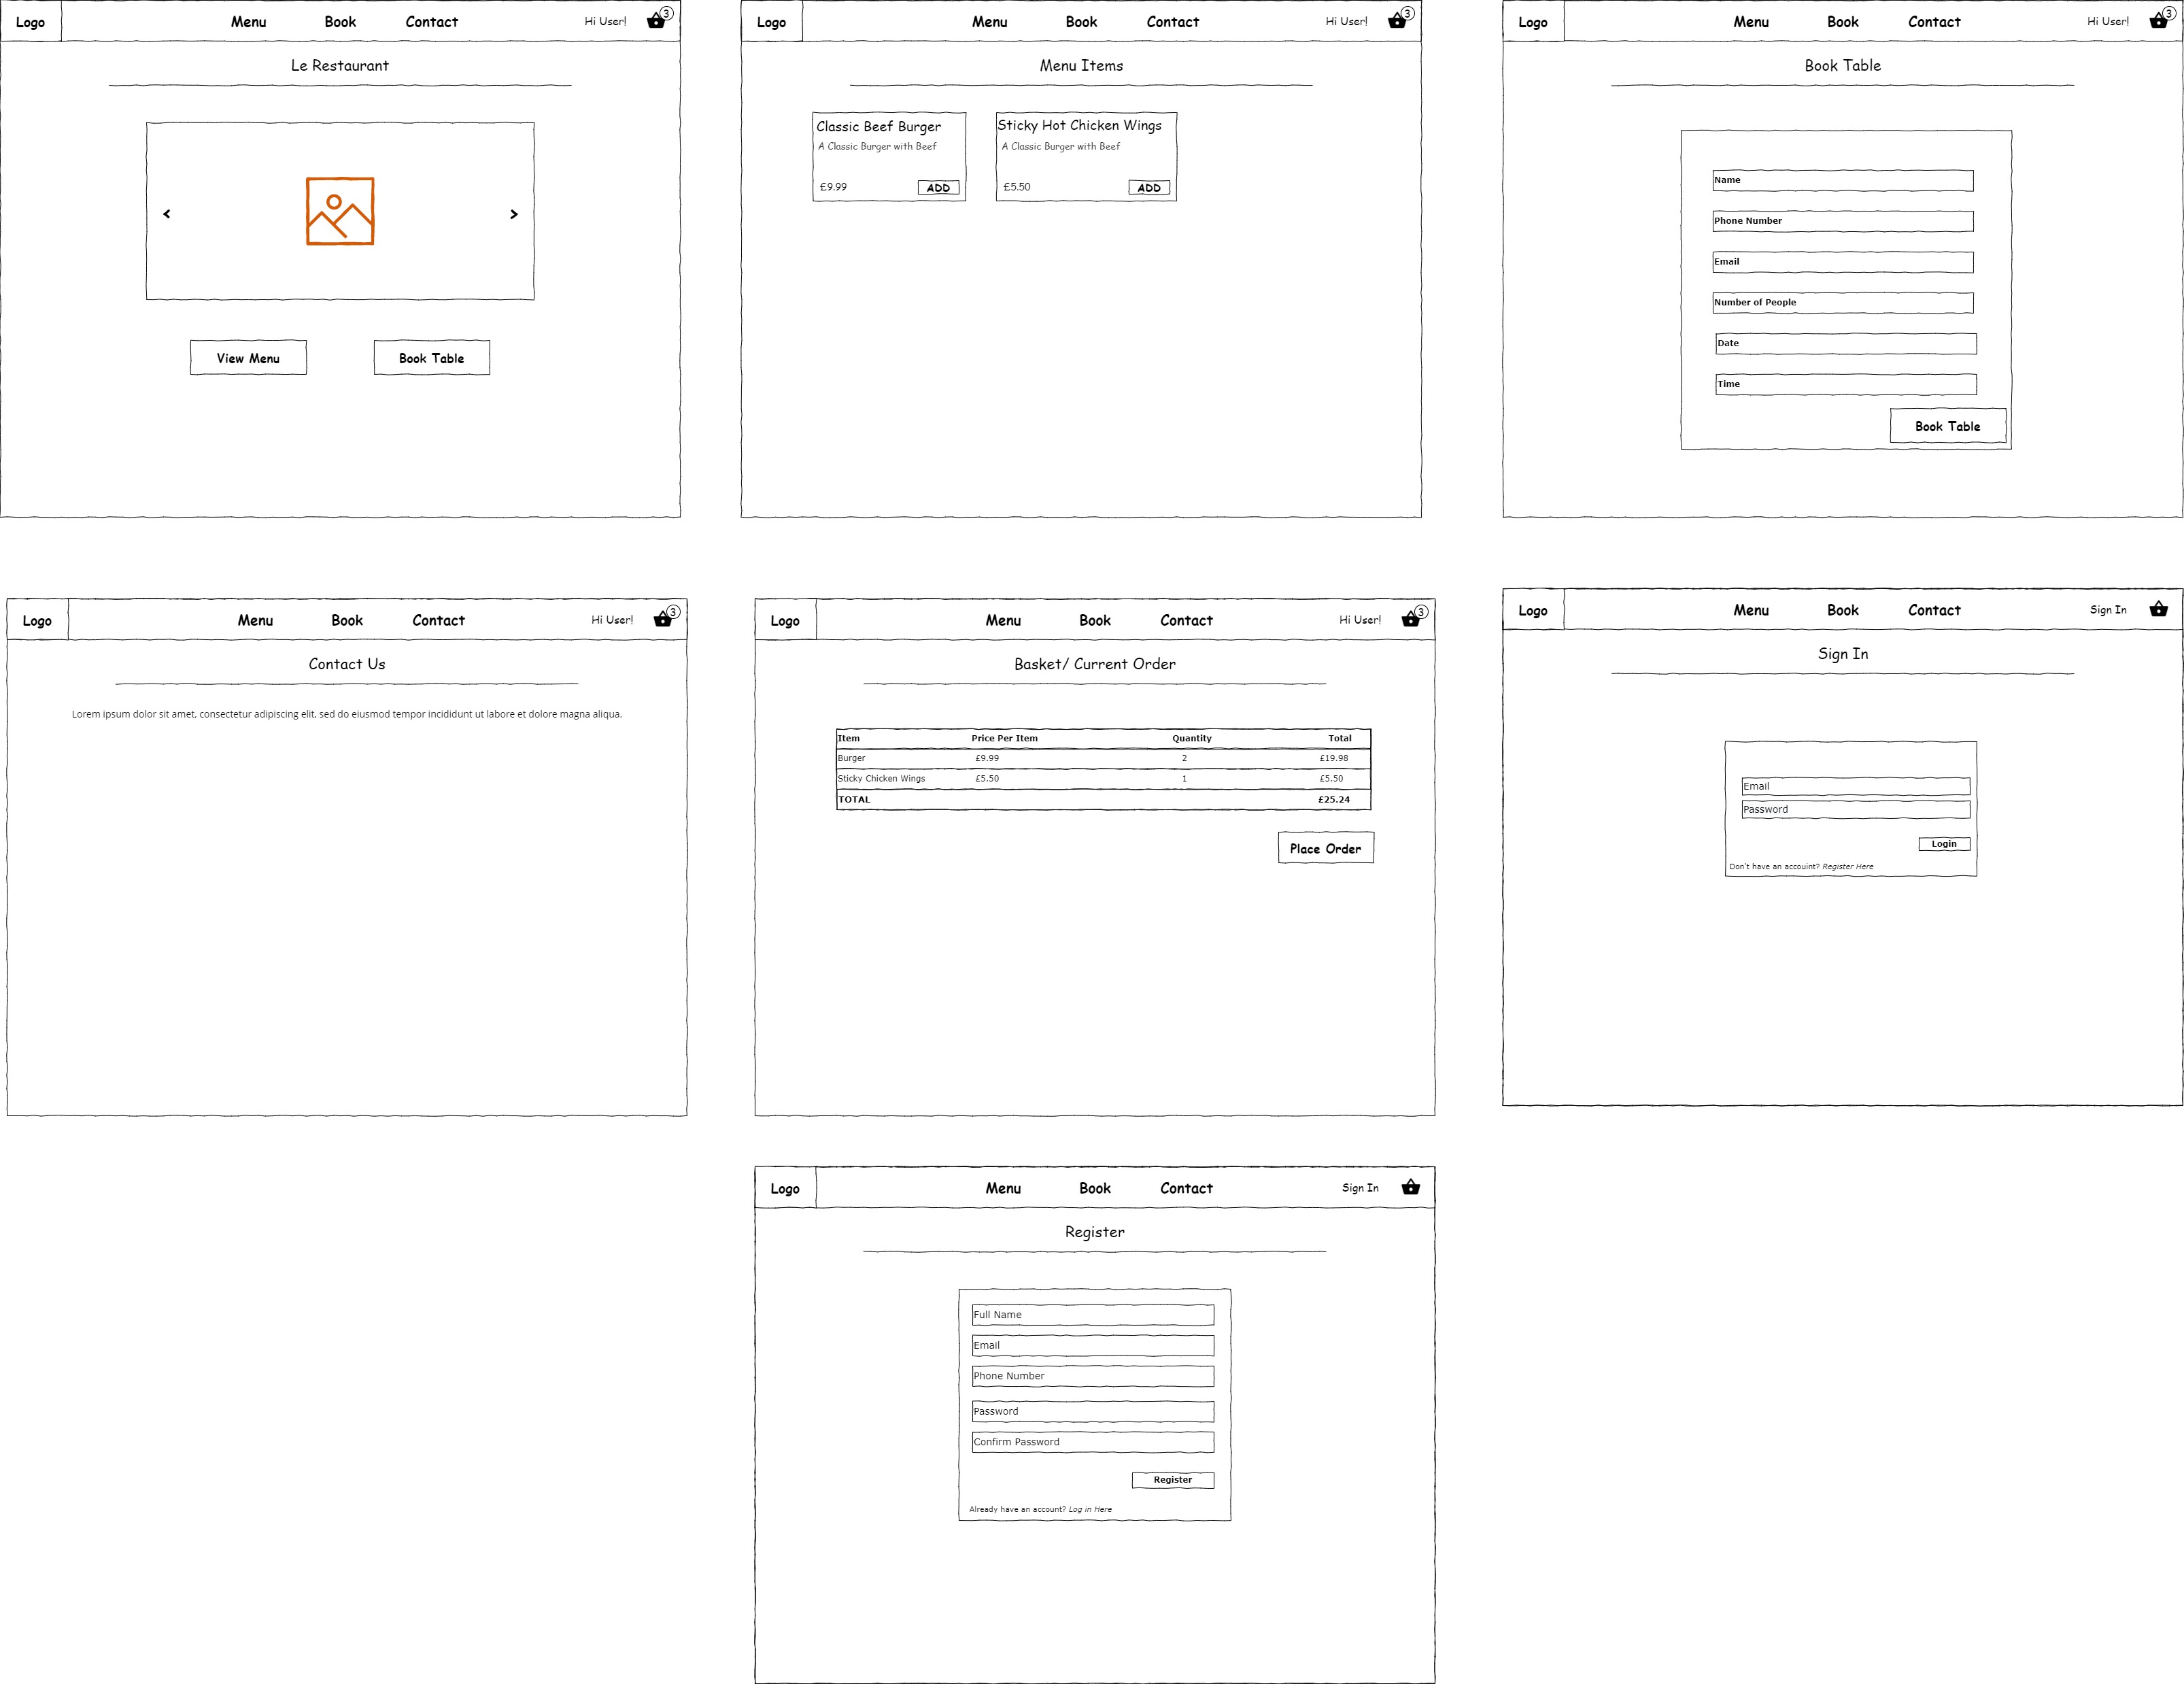 Logo Menu Book Contact Hi User! 3
Le Restaurant
< >
View Menu Book Table
Logo Menu Book Contact Hi User! 3
Menu Items
Classic Beef Burger
A Classic Burger with Beef
£9.99 ADD
Sticky Hot Chicken Wings
A Classic Burger with Beef
£5.50 ADD
Logo Menu Book Contact Hi User! 3
Book Table
Name
Phone Number
Email
Number of People
Date
Time
Book Table
Logo Menu Book Contact Hi User! 3
Contact Us
Lorem ipsum dolor sit amet, consectetur adipiscing elit, sed do eiusmod tempor incididunt ut labore et dolore magna aliqua.
Logo Menu Book Contact Hi User! 3
Basket/ Current Order
Item Price Per Item Quantity Total
Burger £9.99 2 £19.98
Sticky Chicken Wings £5.50 1 £5.50
TOTAL £25.24
Place Order
Logo Menu Book Contact Sign In
Sign In
Email
Password
Login
Don't have an accouint? Register Here
Logo Menu Book Contact Sign In
Register
Full Name
Email
Phone Number
Password
Confirm Password
Register
Already have an account? Log in Here